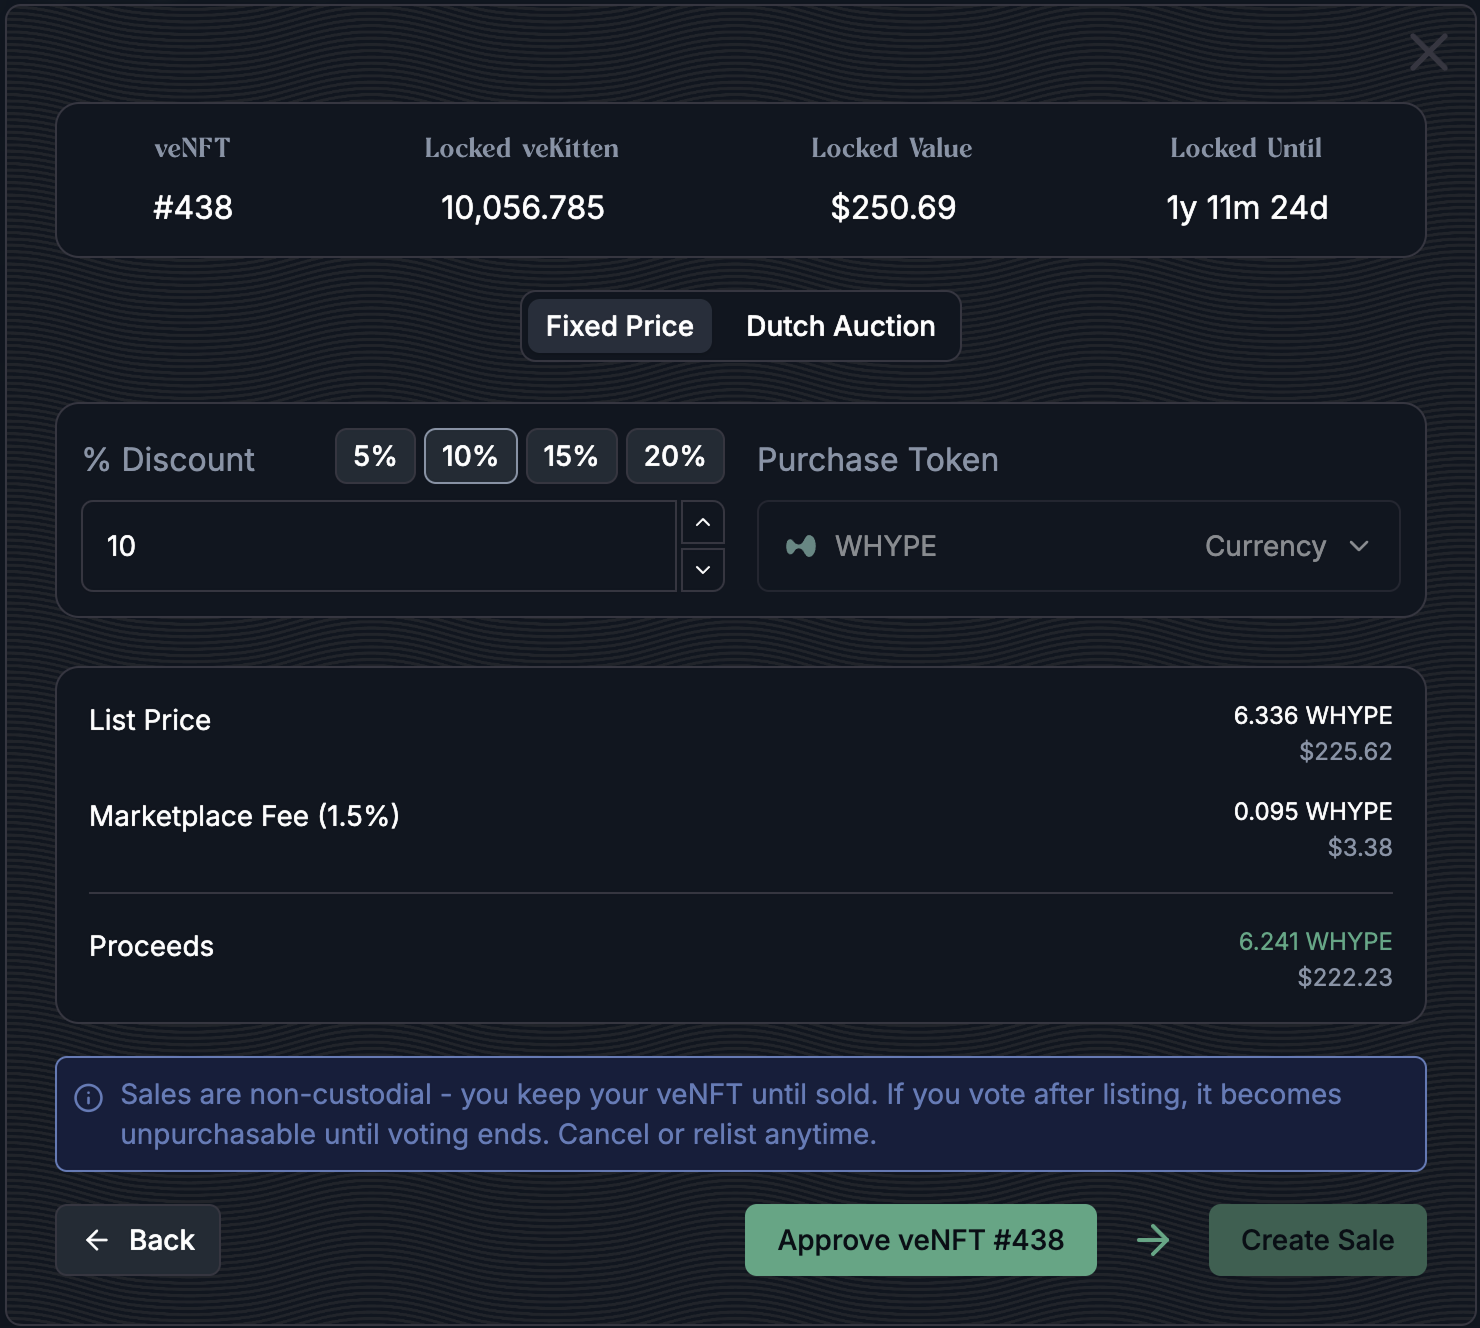 veNFT Locked veKitten Locked Value Locked Until
#438 10,056.785 $250.69 1y 11m 24d
Fixed Price Dutch Auction
% Discount 5% 10% 15% 20% Purchase Token
10 WHYPE Currency
List Price 6.336 WHYPE
$225.62
Marketplace Fee (1.5%) 0.095 WHYPE
$3.38
Proceeds 6.241 WHYPE
$222.23
Sales are non-custodial - you keep your veNFT until sold. If you vote after listing, it becomes
unpurchasable until voting ends. Cancel or relist anytime.
Back Approve veNFT #438 Create Sale